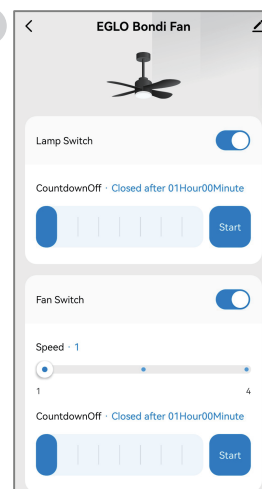 EGLO Bondi Fan
Lamp Switch
CountdownOff · Closed after 01Hour00Minute
Start
Fan Switch
Speed · 1
1 4
CountdownOff · Closed after 01Hour00Minute
Start